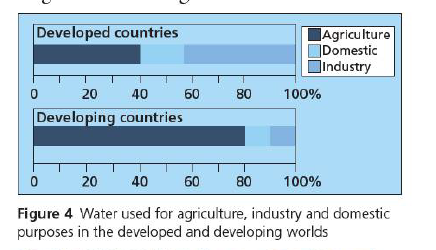 Developed countries
Agriculture
Domestic
Industry
0 20 40 60 80 100%
Developing countries
0 20 40 60 80 100%
Figure 4 Water used for agriculture, industry and domestic
purposes in the developed and developing worlds